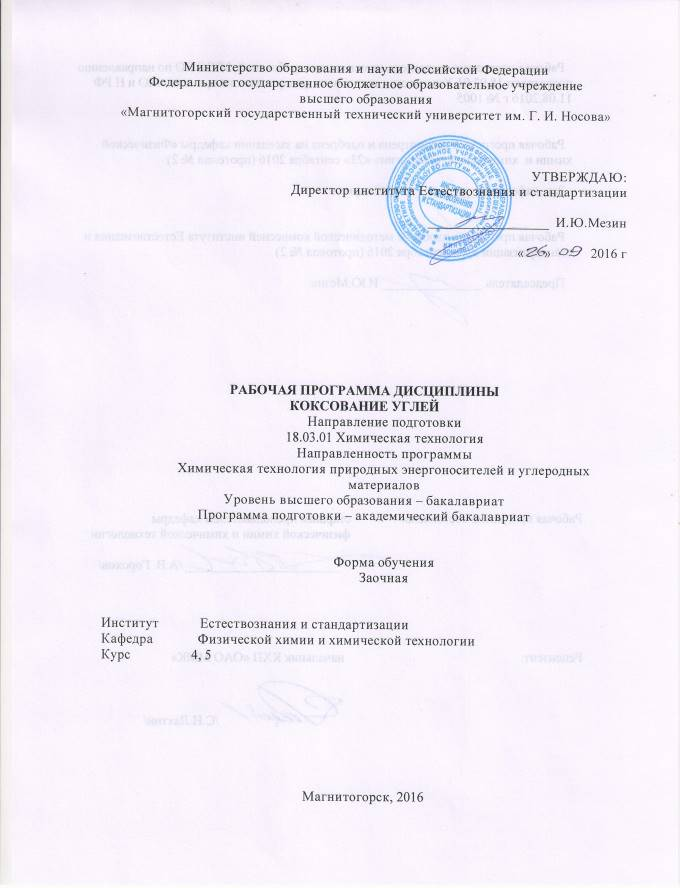 Министерство образования и науки Российской Федерации
Федеральное государственное бюджетное образовательное учреждение
высшего образования
«Магнитогорский государственный технический университет им. Г. И. Носова»
УТВЕРЖДАЮ:
Директор института Естествознания и стандартизации
И.Ю.Мезин
«26» 09 2016 г
РАБОЧАЯ ПРОГРАММА ДИСЦИПЛИНЫ
КОКСОВАНИЕ УГЛЕЙ
Направление подготовки
18.03.01 Химическая технология
Направленность программы
Химическая технология природных энергоносителей и углеродных
материалов
Уровень высшего образования – бакалавриат
Программа подготовки – академический бакалавриат
Форма обучения
Заочная
Институт Естествознания и стандартизации
Кафедра Физической химии и химической технологии
Курс 4, 5
Магнитогорск, 2016